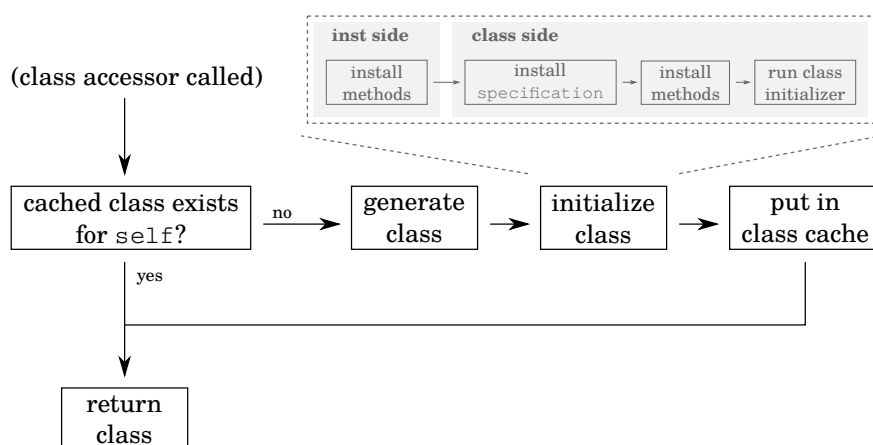 inst side
class side
install
methods
install
specification
install
methods
run class
initializer
(class accessor called)
cached class exists
for self?
no
generate
class
initialize
class
put in
class cache
yes
return
class